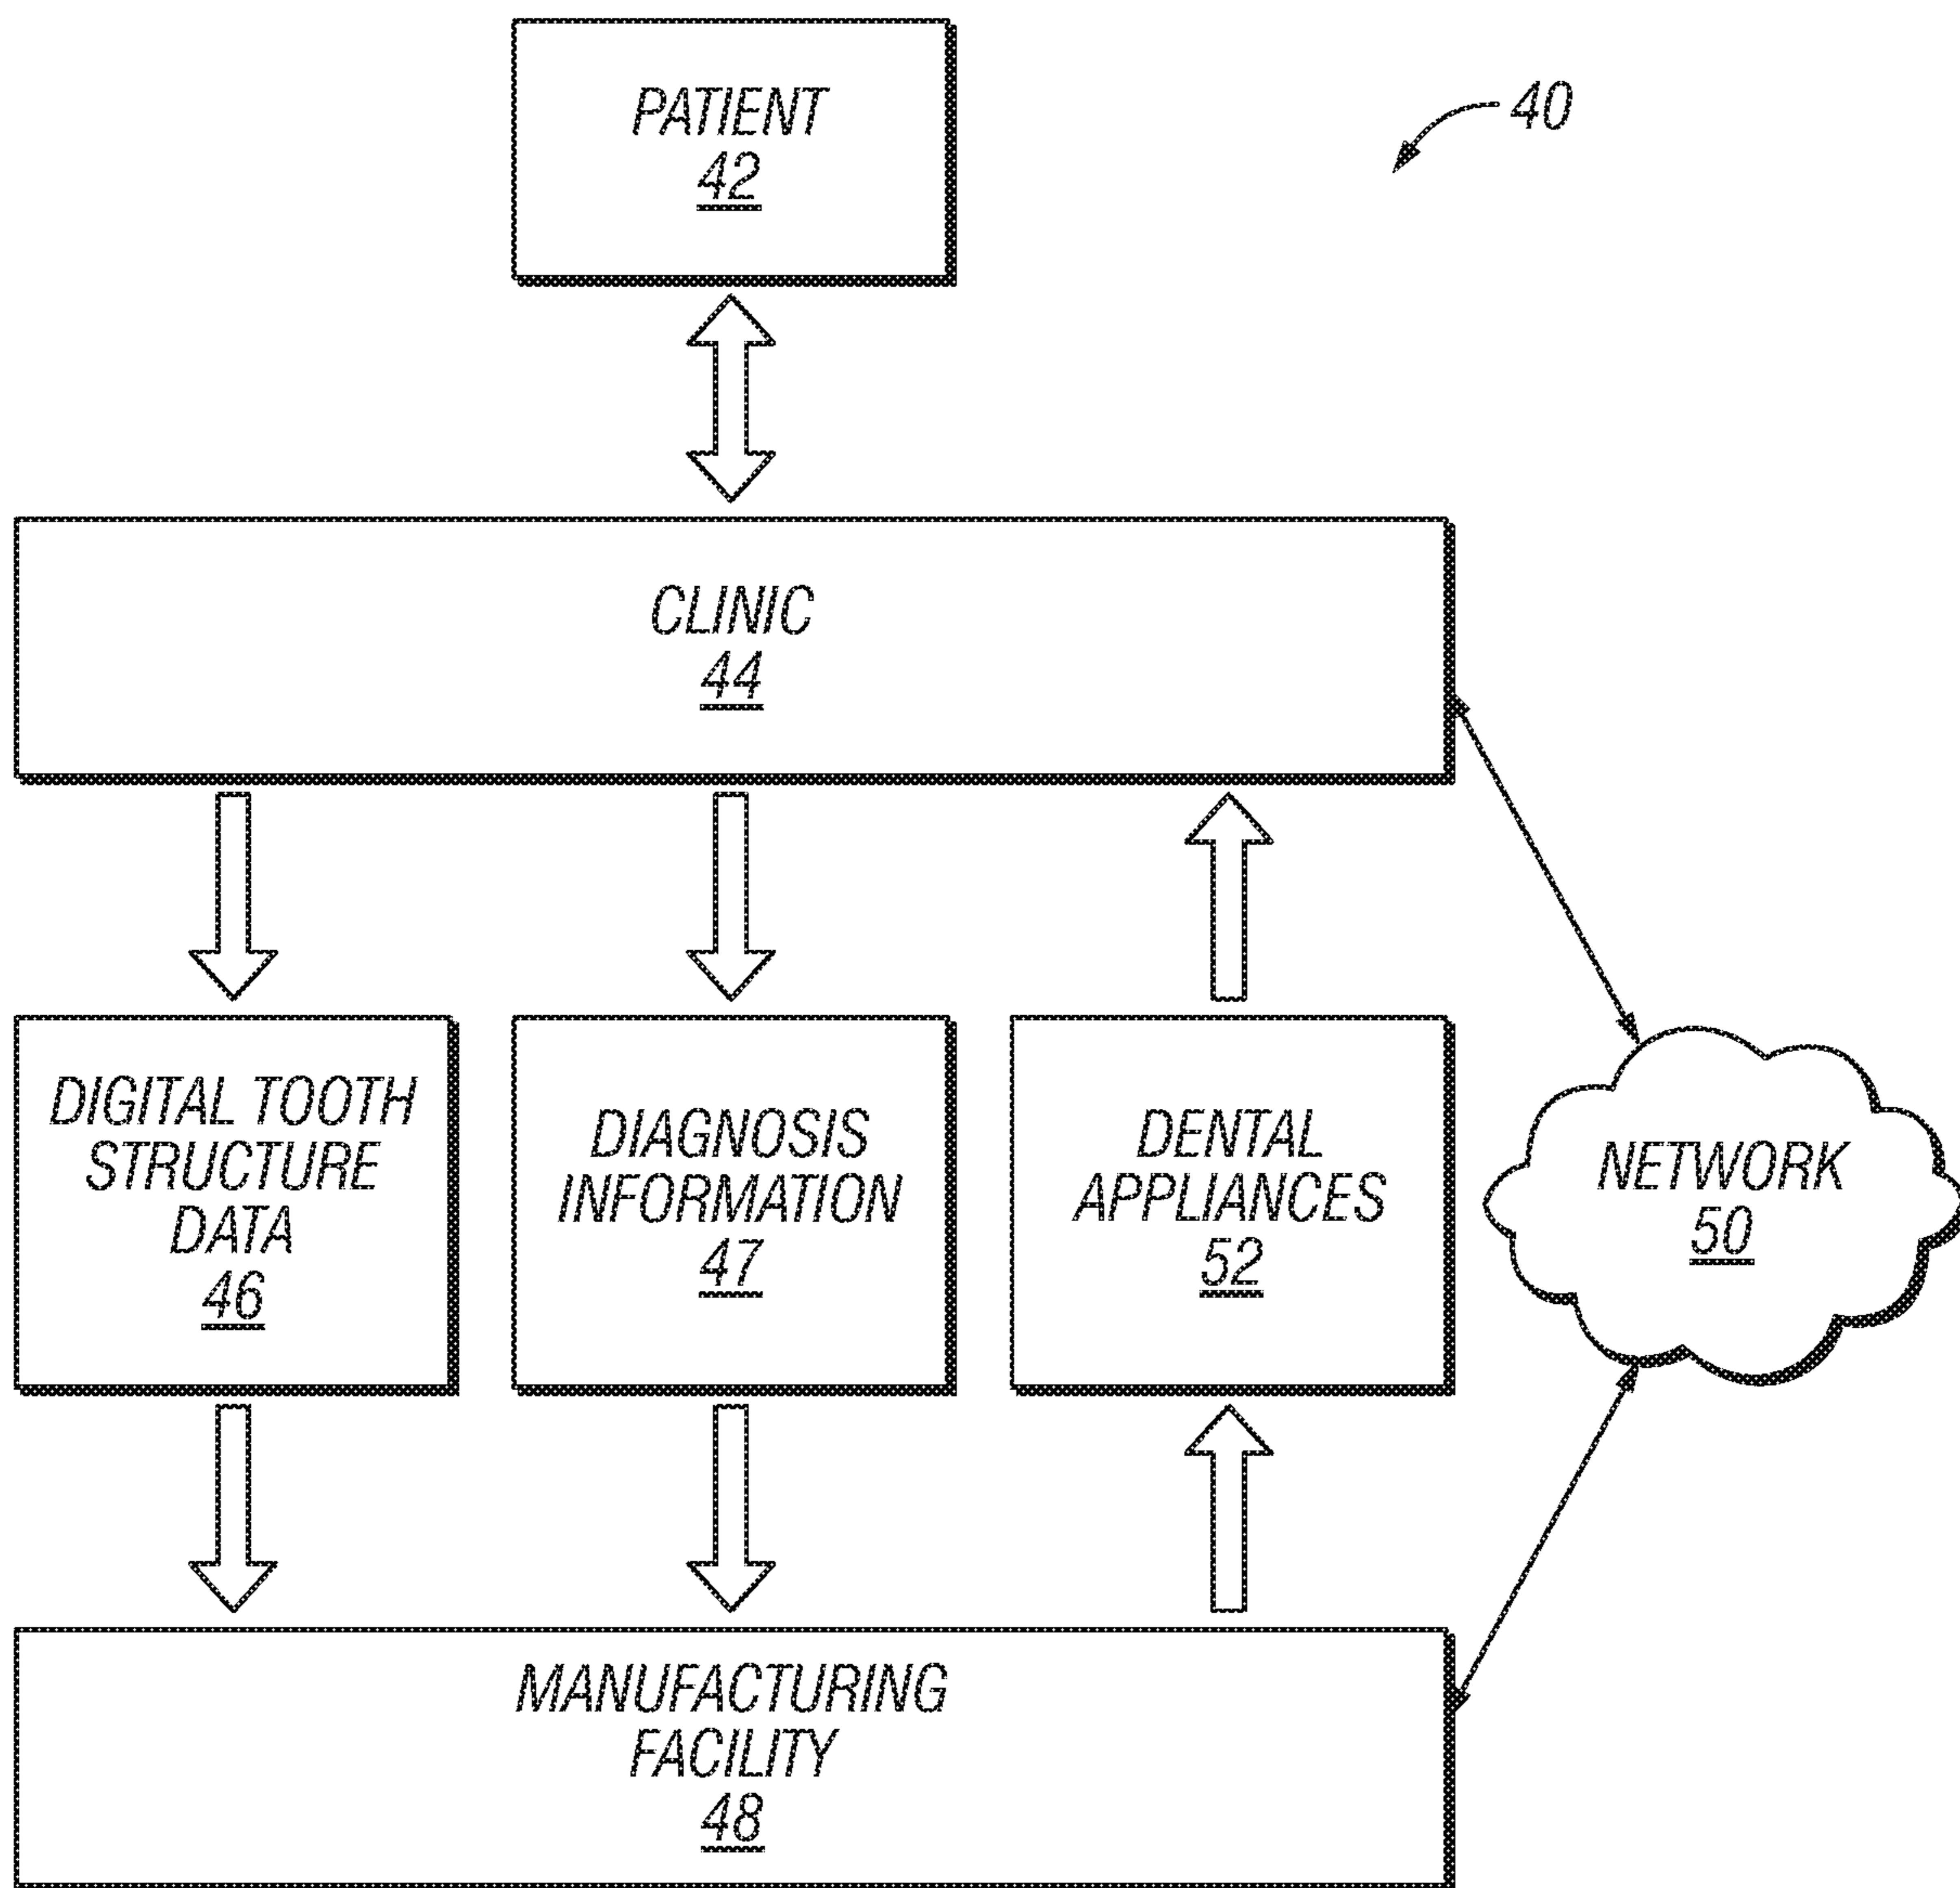 PATIENT
42
40
CLINIC
44
DIGITAL TOOTH
STRUCTURE
DATA
46
DIAGNOSIS
INFORMATION
47
DENTAL
APPLIANCES
52
NETWORK
50
MANUFACTURING
FACILITY
48